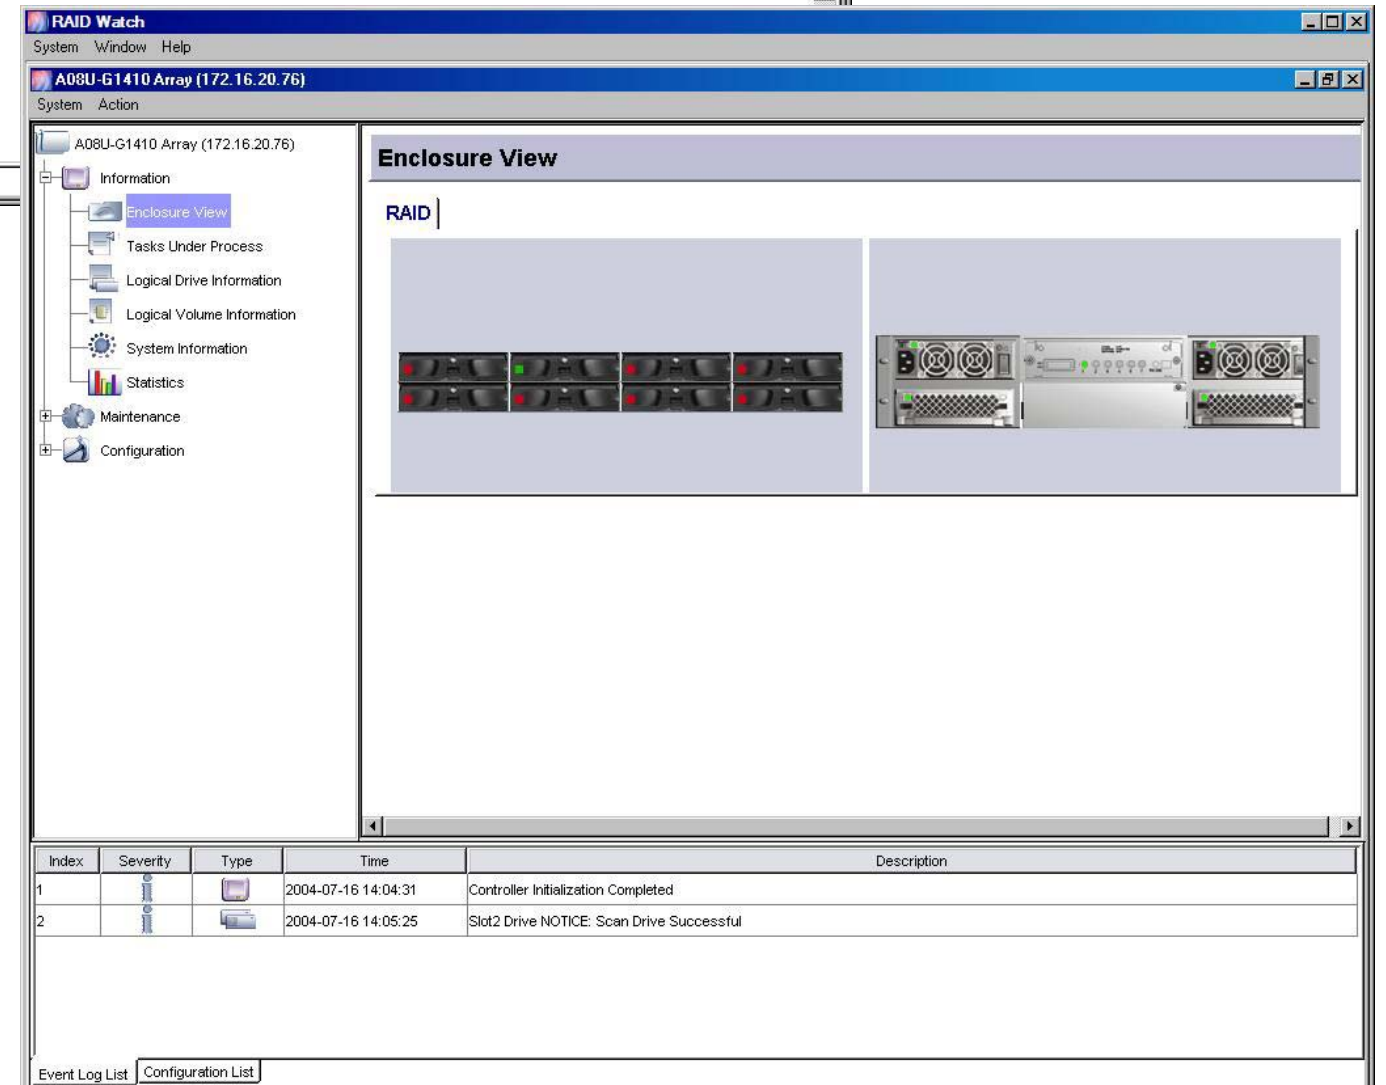 RAID Watch
System Window Help
A08U-G1410 Array (172.16.20.76)
System Action
A08U-G1410 Array (172.16.20.76)
Information
Enclosure View
Tasks Under Process
Logical Drive Information
Logical Volume Information
System Information
Statistics
Maintenance
Configuration
Enclosure View
RAID
Index Severity Type Time Description
1 2004-07-16 14:04:31 Controller Initialization Completed
2 2004-07-16 14:05:25 Slot2 Drive NOTICE: Scan Drive Successful
Event Log List Configuration List